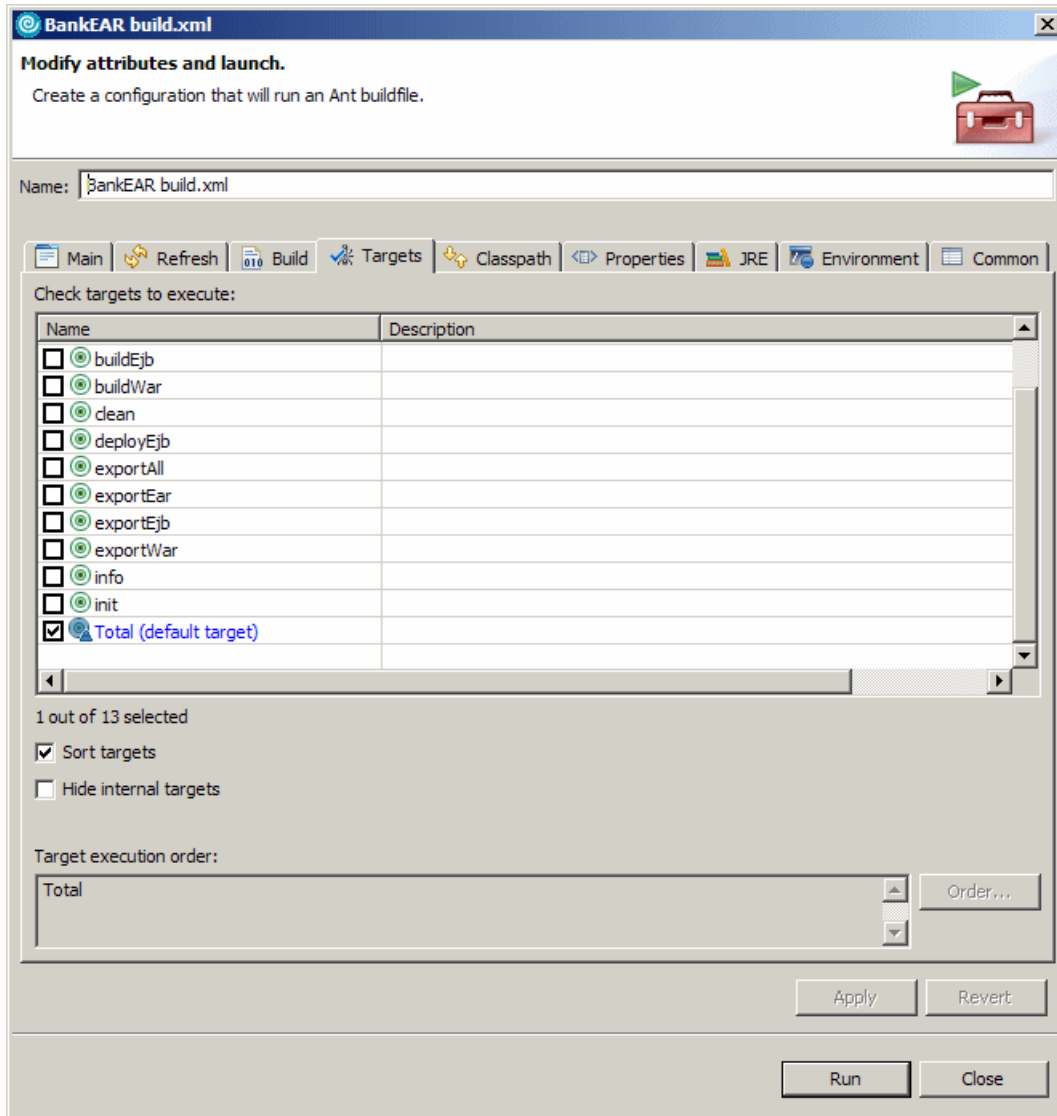 BankEAR build.xml
Modify attributes and launch.
Create a configuration that will run an Ant buildfile.
Name: BankEAR build.xml
Main Refresh 010 Build Targets Classpath Properties JRE Environment Common
Check targets to execute:
Name Description
buildEjb
buildWar
clean
deployEjb
exportAll
exportEar
exportEjb
exportWar
info
init
Total (default target)
1 out of 13 selected
Sort targets
Hide internal targets
Target execution order:
Total
Order...
Apply Revert
Run Close